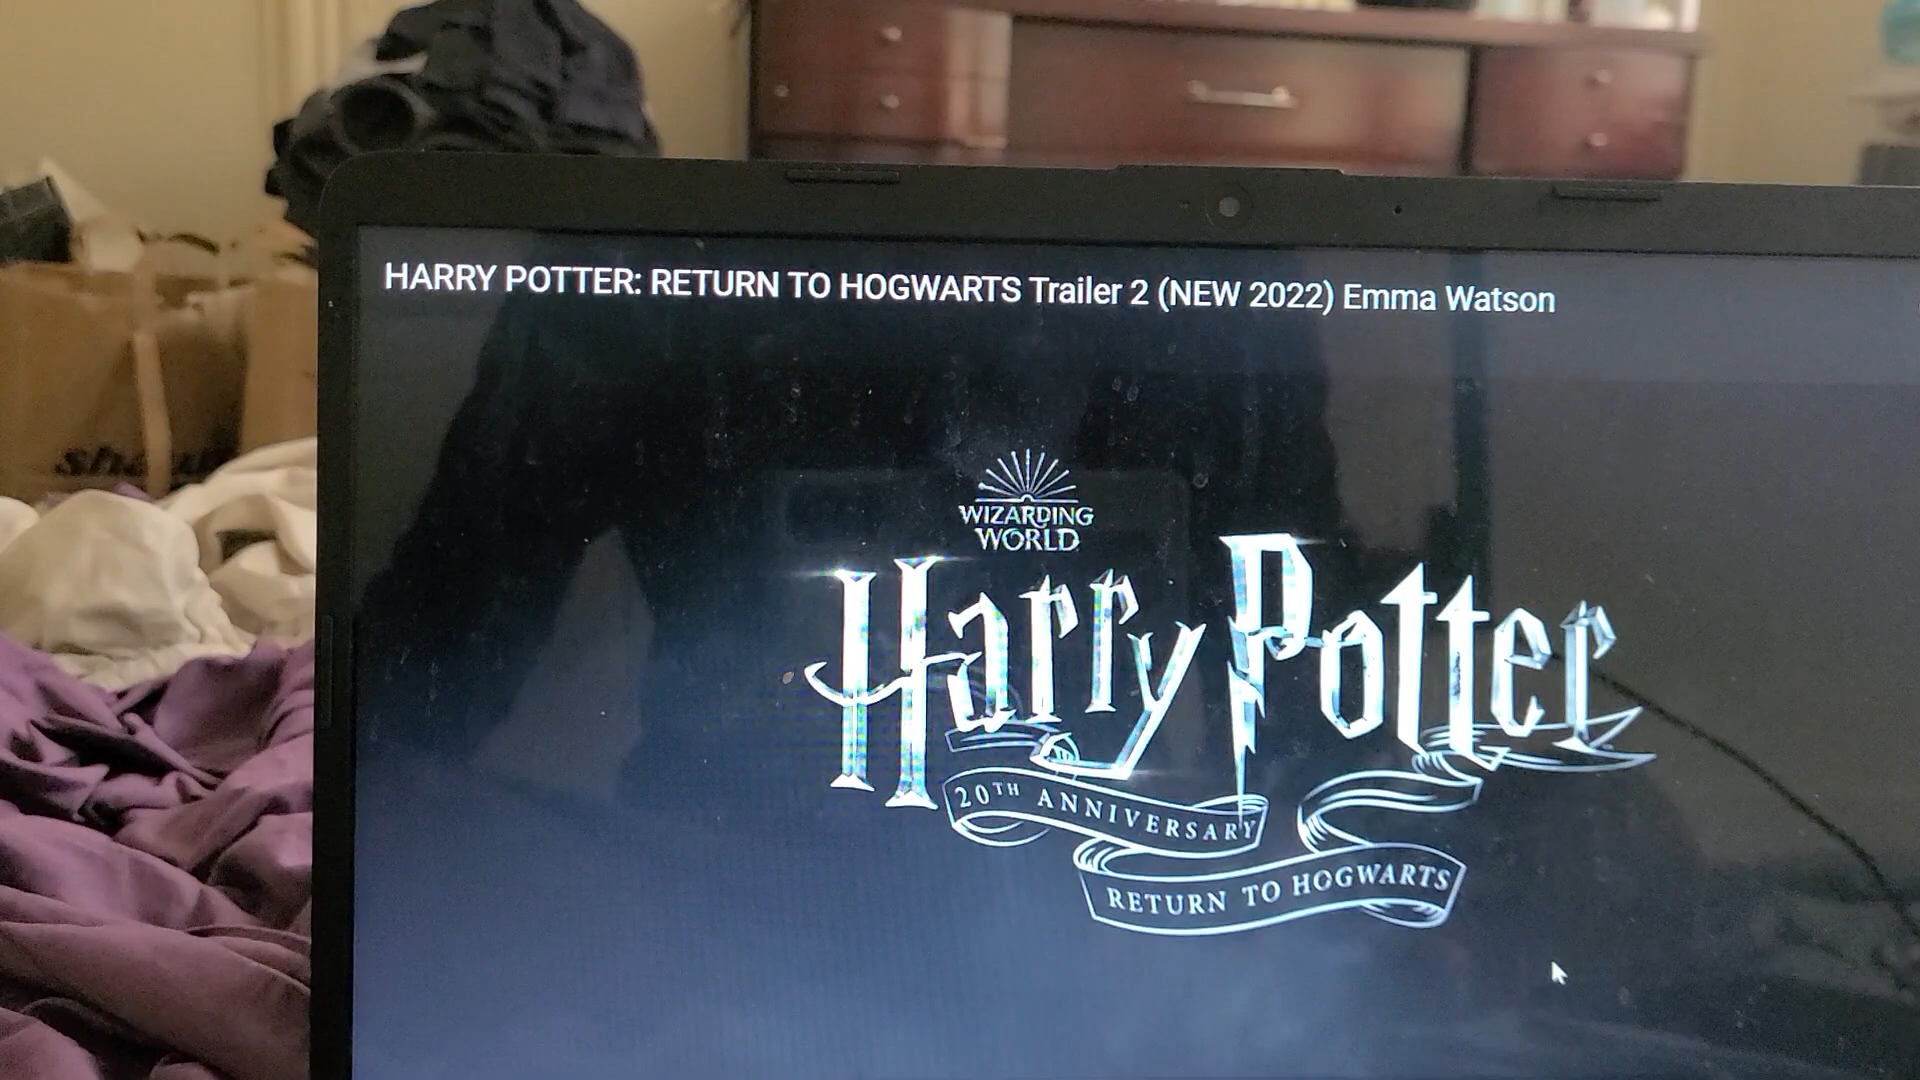 HARRY POTTER: RETURN TO HOGWARTS Trailer 2 (NEW 2022) Emma Watson
WIZARDING
WORLD
Harry Potter
20TH ANNIVERSARY
RETURN TO HOGWARTS